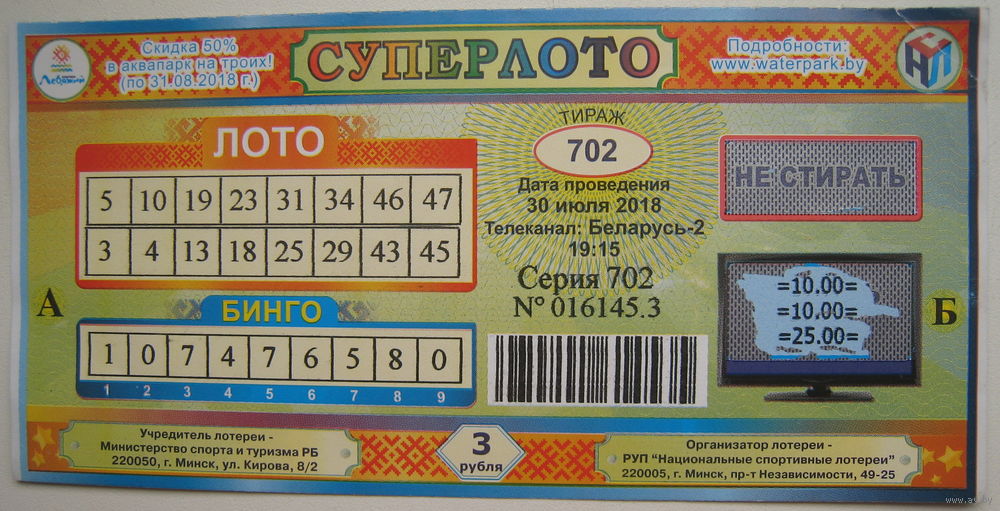 Лебяжий
Скидка 50%
в аквапарк на троих!
(по 31.08.2018 г.)
СУПЕРЛОТО
Подробности:
www.waterpark.by
ЛОТО
5 10 19 23 31 34 46 47
3 4 13 18 25 29 43 45
ТИРАЖ
702
Дата проведения
30 июля 2018
Телеканал: Беларусь-2
19:15
Серия 702
№ 016145.3
НЕ СТИРАТЬ
А
БИНГО
1 0 7 4 7 6 5 8 0
1 2 3 4 5 6 7 8 9
=10.00=
=10.00=
=25.00=
Б
Учредитель лотереи -
Министерство спорта и туризма РБ
220050, г. Минск, ул. Кирова, 8/2
3
рубля
Организатор лотереи -
РУП "Национальные спортивные лотереи"
220005, г. Минск, пр-т Независимости, 49-25
www.ay.by